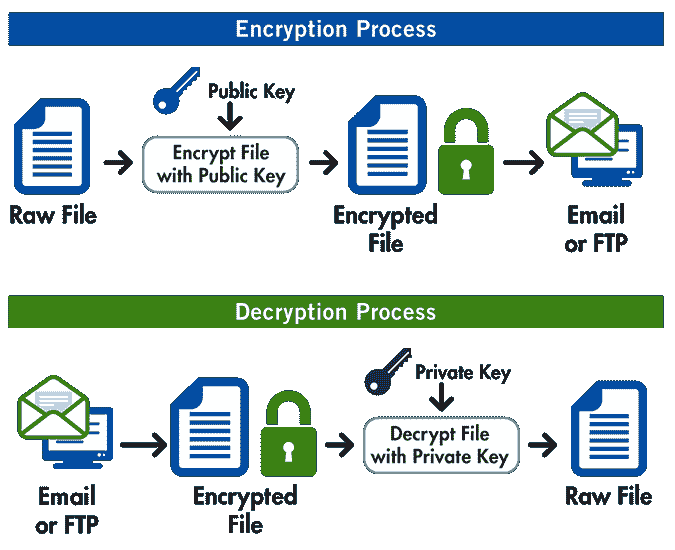 Encryption Process
Public Key
Encrypt File
with Public Key
Raw File
Encrypted
File
Email
or FTP
Decryption Process
Private Key
Decrypt File
with Private Key
Email
or FTP
Encrypted
File
Raw File